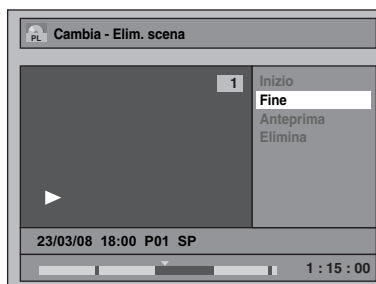 PL Cambia - Elim. scena
1
Inizio
Fine
Anteprima
Elimina
23/03/08 18:00 P01 SP
1 : 15 : 00